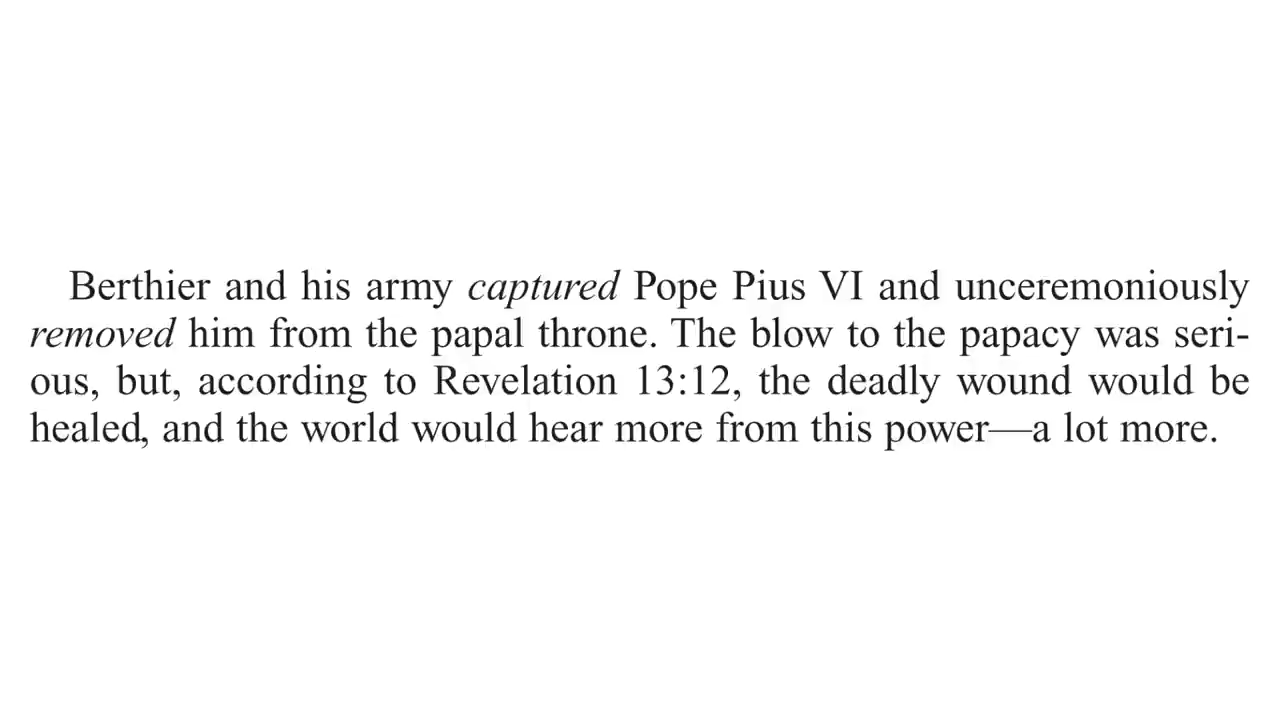 Berthier and his army captured Pope Pius VI and unceremoniously
removed him from the papal throne. The blow to the papacy was seri-
ous, but, according to Revelation 13:12, the deadly wound would be
healed, and the world would hear more from this power—a lot more.